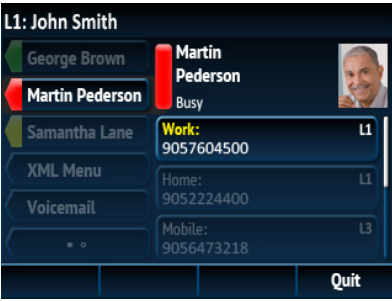 L1: John Smith
George Brown
Martin Pederson
Samantha Lane
XML Menu
Voicemail
Martin
Pederson
Busy
Work: L1
9057604500
Home: L1
9052224400
Mobile: L3
9056473218
Quit